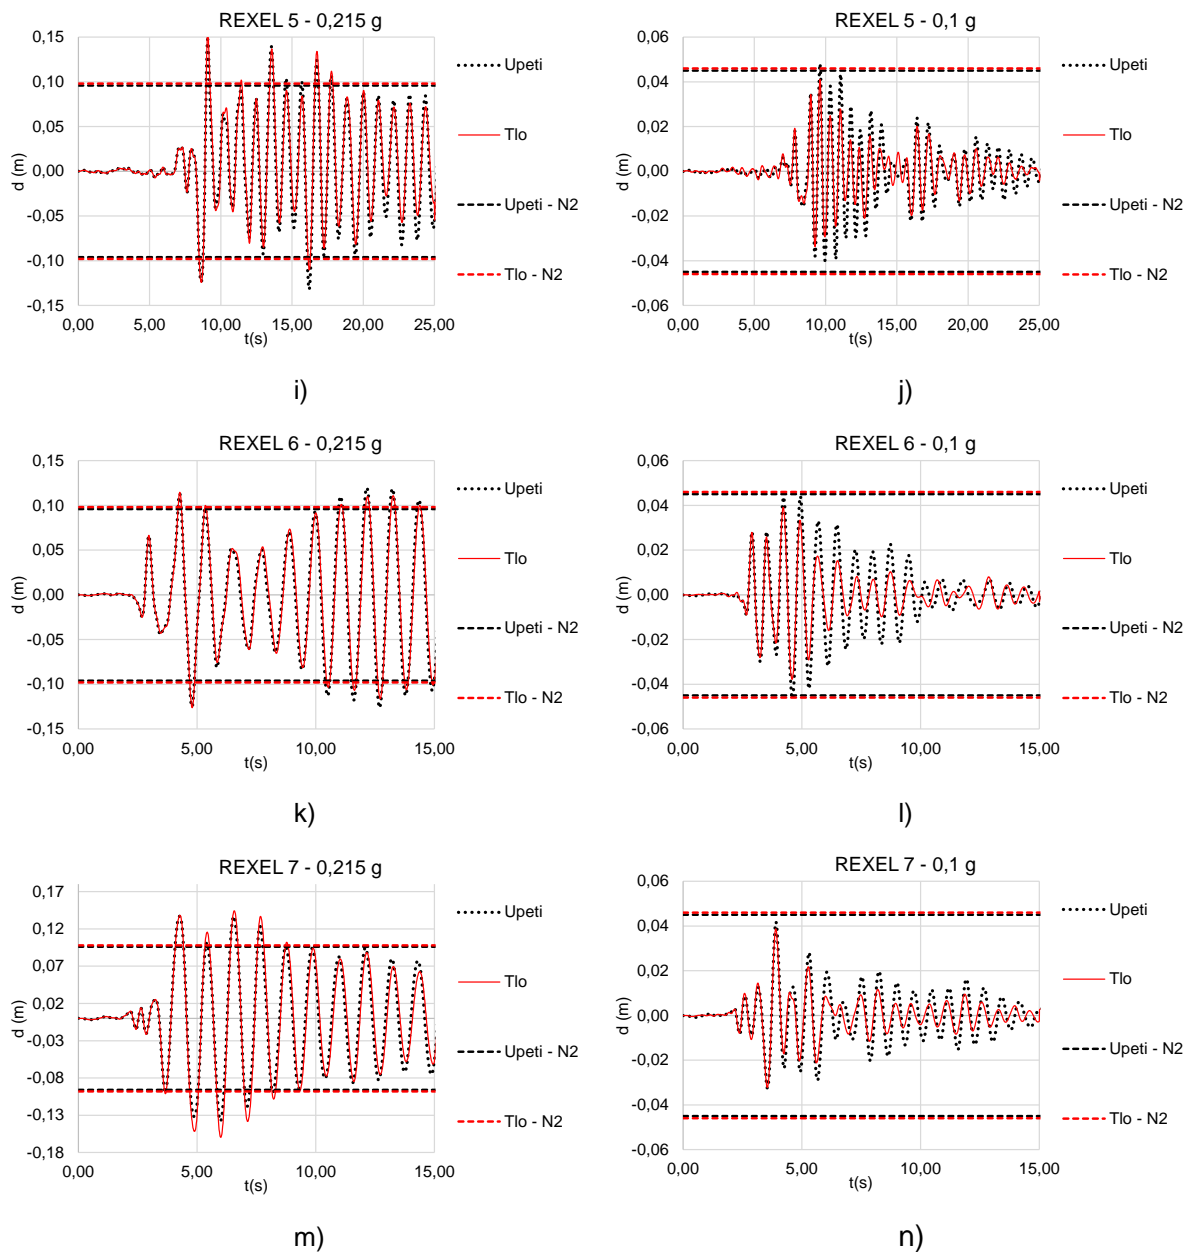 REXEL 5 - 0,215 g
0,15
0,10
0,05
0,00
-0,05
-0,10
-0,15
d (m)
0,00 5,00 10,00 15,00 20,00 25,00
t(s)
Upeti
Tlo
Upeti - N2
Tlo - N2
i)
REXEL 5 - 0,1 g
0,06
0,04
0,02
0,00
-0,02
-0,04
-0,06
d (m)
0,00 5,00 10,00 15,00 20,00 25,00
t(s)
Upeti
Tlo
Upeti - N2
Tlo - N2
j)
REXEL 6 - 0,215 g
0,15
0,10
0,05
0,00
-0,05
-0,10
-0,15
d (m)
0,00 5,00 10,00 15,00
t(s)
Upeti
Tlo
Upeti - N2
Tlo - N2
k)
REXEL 6 - 0,1 g
0,06
0,04
0,02
0,00
-0,02
-0,04
-0,06
d (m)
0,00 5,00 10,00 15,00
t(s)
Upeti
Tlo
Upeti - N2
Tlo - N2
l)
REXEL 7 - 0,215 g
0,17
0,12
0,07
0,02
-0,03
-0,08
-0,13
-0,18
d (m)
0,00 5,00 10,00 15,00
t(s)
Upeti
Tlo
Upeti - N2
Tlo - N2
m)
REXEL 7 - 0,1 g
0,06
0,04
0,02
0,00
-0,02
-0,04
-0,06
d (m)
0,00 5,00 10,00 15,00
t(s)
Upeti
Tlo
Upeti - N2
Tlo - N2
n)